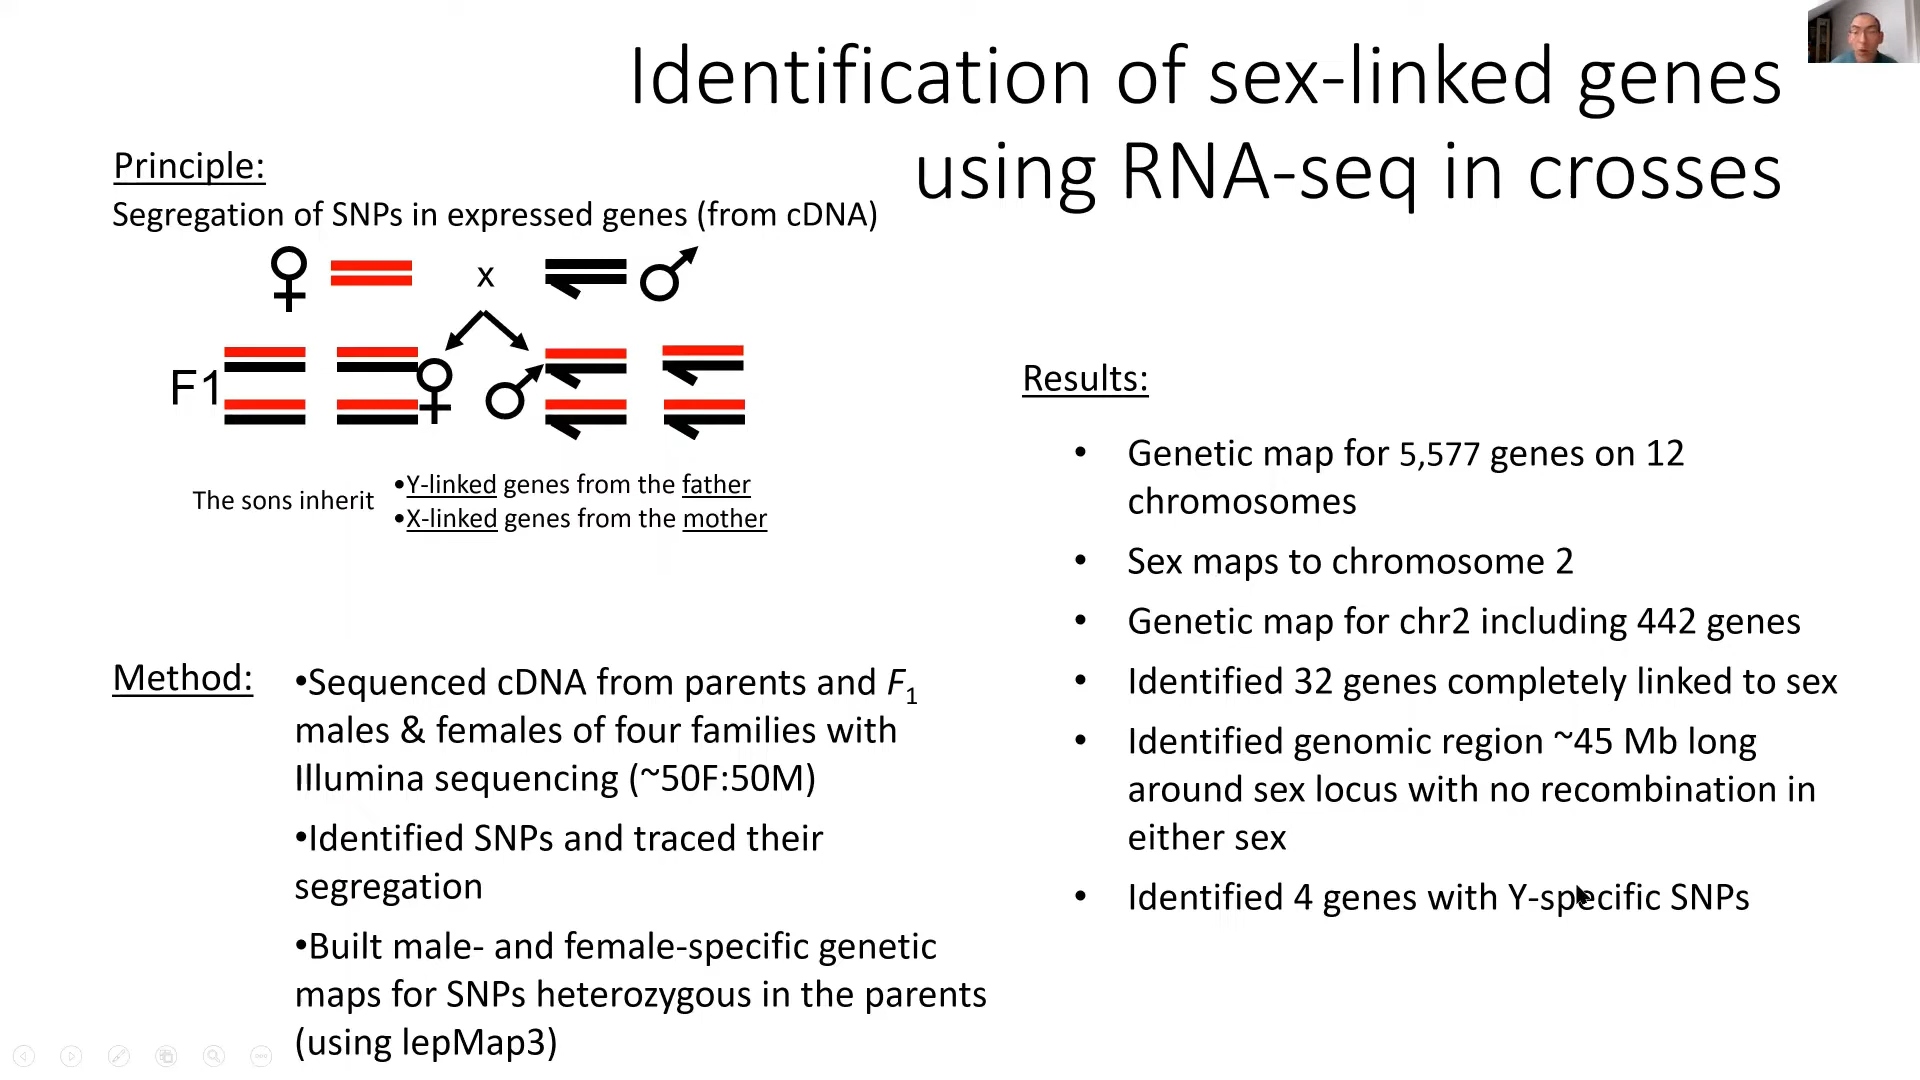 Identification of sex-linked genes
using RNA-seq in crosses
Principle:
Segregation of SNPs in expressed genes (from cDNA)
♀ x ♂
F1 ♀ ♂
The sons inherit
•Y-linked genes from the father
•X-linked genes from the mother
Method:
•Sequenced cDNA from parents and F1
males & females of four families with
Illumina sequencing (~50F:50M)
•Identified SNPs and traced their
segregation
•Built male- and female-specific genetic
maps for SNPs heterozygous in the parents
(using lepMap3)
Results:
• Genetic map for 5,577 genes on 12
chromosomes
• Sex maps to chromosome 2
• Genetic map for chr2 including 442 genes
• Identified 32 genes completely linked to sex
• Identified genomic region ~45 Mb long
around sex locus with no recombination in
either sex
• Identified 4 genes with Y-specific SNPs